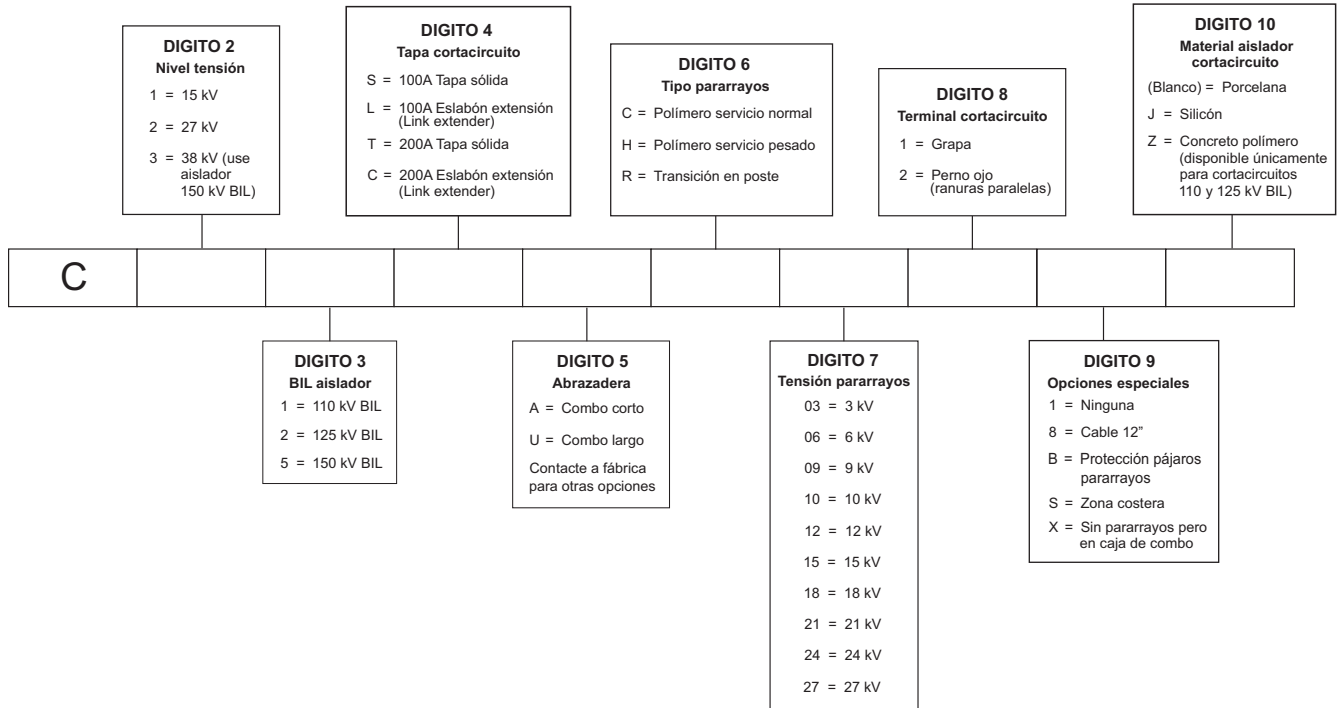 DIGITO 2
Nivel tensión
1 = 15 kV
2 = 27 kV
3 = 38 kV (use
aislador
150 kV BIL)
DIGITO 4
Tapa cortacircuito
S = 100A Tapa sólida
L = 100A Eslabón extensión
(Link extender)
T = 200A Tapa sólida
C = 200A Eslabón extensión
(Link extender)
DIGITO 6
Tipo pararrayos
C = Polímero servicio normal
H = Polímero servicio pesado
R = Transición en poste
DIGITO 8
Terminal cortacircuito
1 = Grapa
2 = Perno ojo
(ranuras paralelas)
DIGITO 10
Material aislador
cortacircuito
(Blanco) = Porcelana
J = Silicón
Z = Concreto polímero
(disponible únicamente
para cortacircuitos
110 y 125 kV BIL)
C
DIGITO 3
BIL aislador
1 = 110 kV BIL
2 = 125 kV BIL
5 = 150 kV BIL
DIGITO 5
Abrazadera
A = Combo corto
U = Combo largo
Contacte a fábrica
para otras opciones
DIGITO 7
Tensión pararrayos
03 = 3 kV
06 = 6 kV
09 = 9 kV
10 = 10 kV
12 = 12 kV
15 = 15 kV
18 = 18 kV
21 = 21 kV
24 = 24 kV
27 = 27 kV
DIGITO 9
Opciones especiales
1 = Ninguna
8 = Cable 12”
B = Protección pájaros
pararrayos
S = Zona costera
X = Sin pararrayos pero
en caja de combo